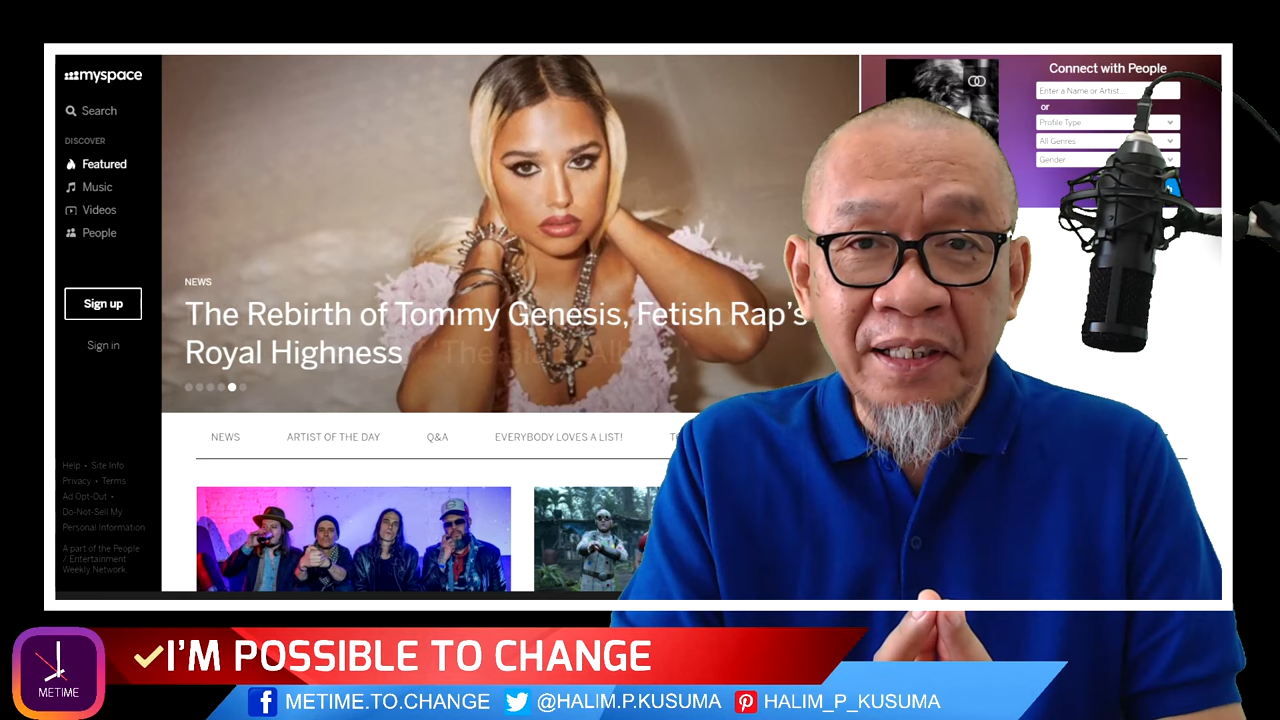 myspace
Search
DISCOVER
Featured
Music
Videos
People
Sign up
Sign in
Help • Site Info
Privacy • Terms
Ad Opt-Out •
Do-Not-Sell My
Personal Information
A part of the People
/ Entertainment
Weekly Network.
NEWS
The Rebirth of Tommy Genesis, Fetish Rap's
Royal Highness
Connect with People
Enter a Name or Artist...
or
Profile Type
All Genres
Gender
NEWS ARTIST OF THE DAY Q&A EVERYBODY LOVES A LIST!
METIME
I'M POSSIBLE TO CHANGE
METIME.TO.CHANGE @HALIM.P.KUSUMA HALIM_P_KUSUMA